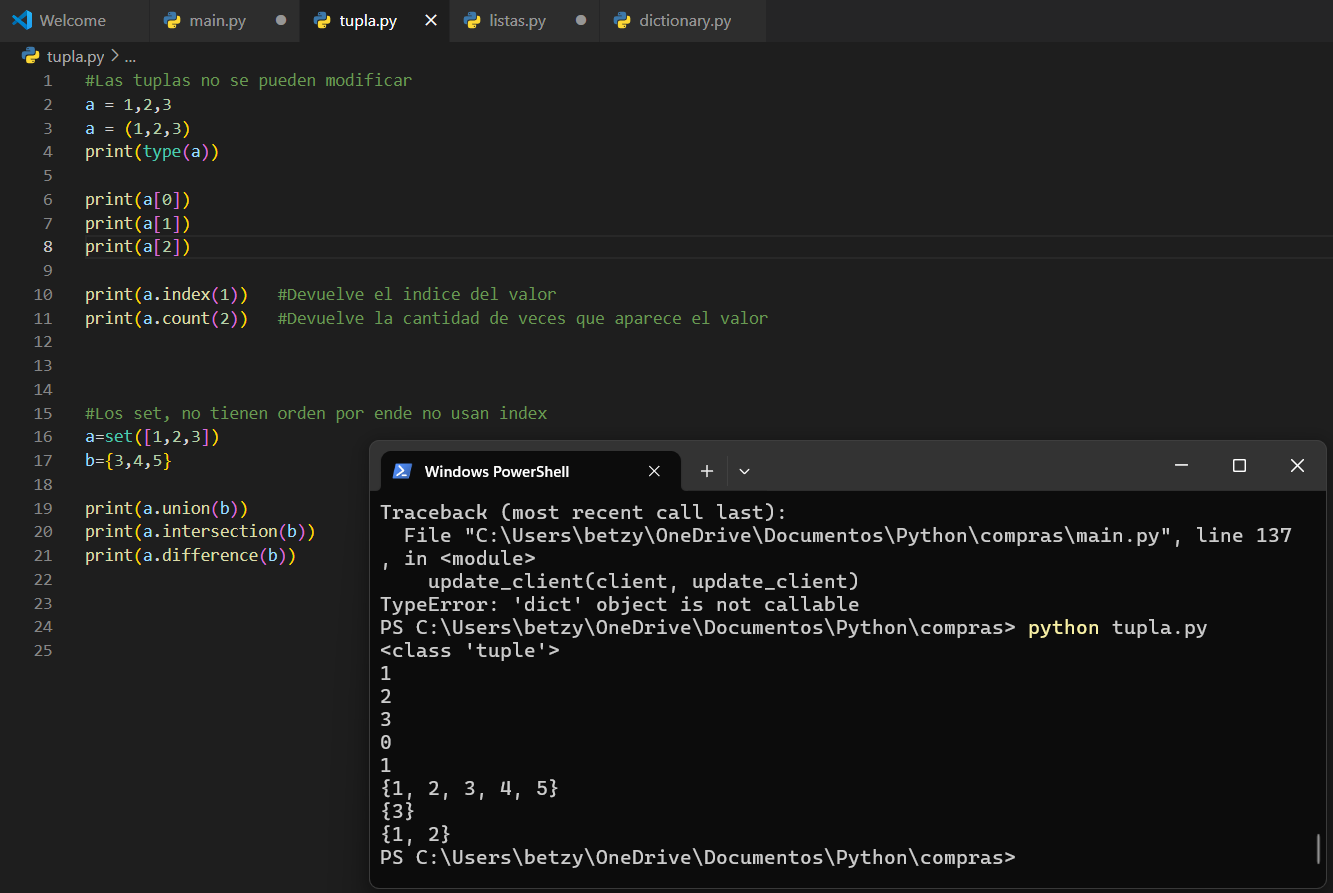 Welcome main.py tupla.py listas.py dictionary.py
tupla.py > ...
1 #Las tuplas no se pueden modificar
2 a = 1,2,3
3 a = (1,2,3)
4 print(type(a))
5
6 print(a[0])
7 print(a[1])
8 print(a[2])
9
10 print(a.index(1)) #Devuelve el indice del valor
11 print(a.count(2)) #Devuelve la cantidad de veces que aparece el valor
12
13
14
15 #Los set, no tienen orden por ende no usan index
16 a=set([1,2,3])
17 b={3,4,5}
18
19 print(a.union(b))
20 print(a.intersection(b))
21 print(a.difference(b))
22
23
24
25
Windows PowerShell
Traceback (most recent call last):
File "C:\Users\betzy\OneDrive\Documentos\Python\compras\main.py", line 137
, in <module>
update_client(client, update_client)
TypeError: 'dict' object is not callable
PS C:\Users\betzy\OneDrive\Documentos\Python\compras> python tupla.py
<class 'tuple'>
1
2
3
0
1
{1, 2, 3, 4, 5}
{3}
{1, 2}
PS C:\Users\betzy\OneDrive\Documentos\Python\compras>